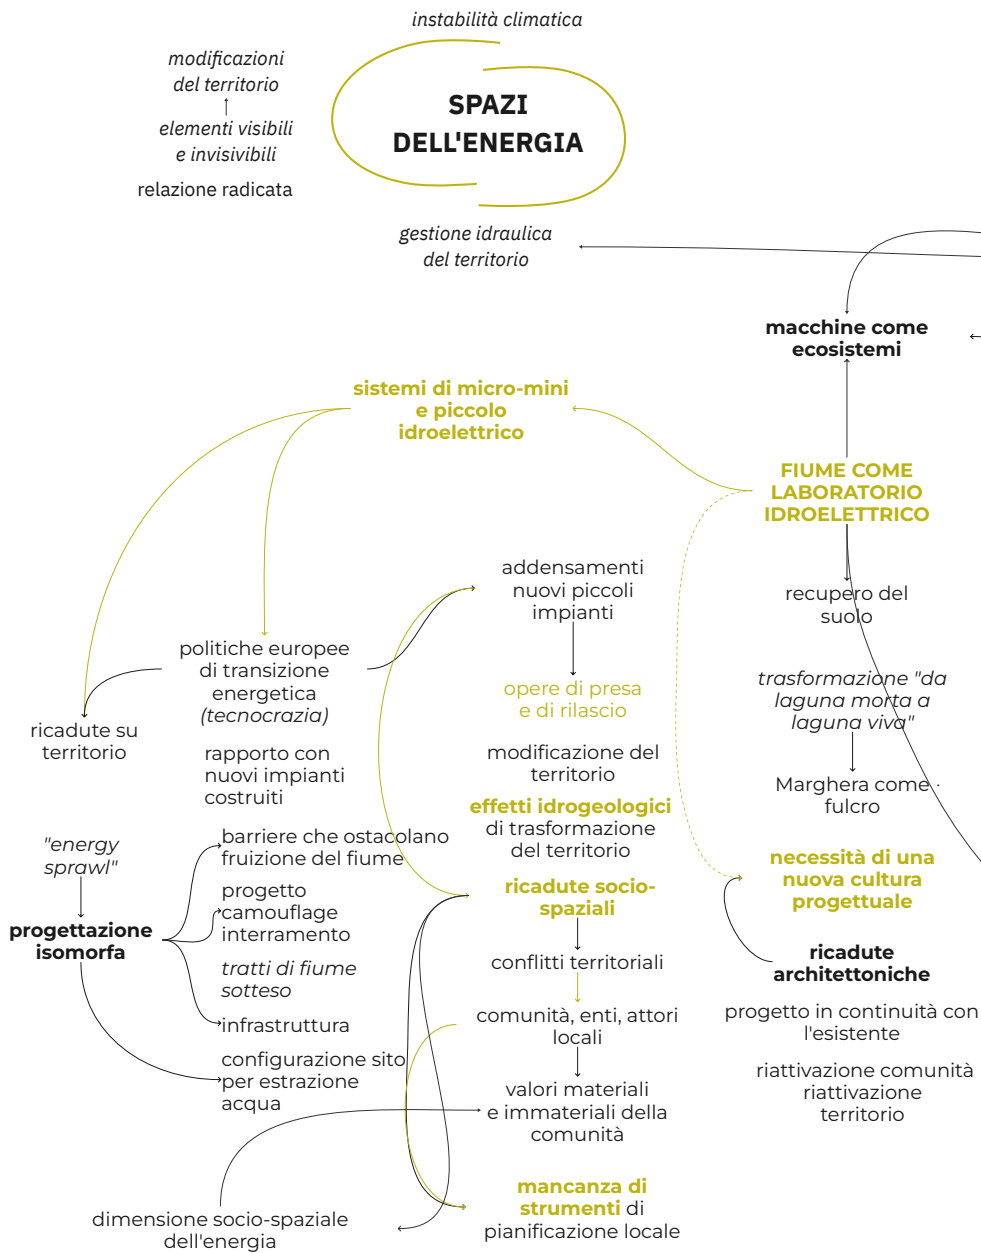 instabilità climatica
modificazioni
del territorio
elementi visibili
e invisivibili
relazione radicata
SPAZI
DELL'ENERGIA
gestione idraulica
del territorio
macchine come
ecosistemi
sistemi di micro-mini
e piccolo
idroelettrico
FIUME COME
LABORATORIO
IDROELETTRICO
politiche europee
di transizione
energetica
(tecnocrazia)
ricadute su
territorio
rapporto con
nuovi impianti
costruiti
"energy
sprawl"
progettazione
isomorfa
barriere che ostacolano
fruizione del fiume
progetto
camouflage
interramento
tratti di fiume
sotteso
infrastruttura
configurazione sito
per estrazione
acqua
dimensione socio-spaziale
dell'energia
addensamenti
nuovi piccoli
impianti
opere di presa
e di rilascio
modificazione del
territorio
effetti idrogeologici
di trasformazione
del territorio
ricadute socio-
spaziali
conflitti territoriali
comunità, enti, attori
locali
valori materiali
e immateriali della
comunità
mancanza di
strumenti di
pianificazione locale
recupero del
suolo
trasformazione "da
laguna morta a
laguna viva"
Marghera come ·
fulcro
necessità di una
nuova cultura
progettuale
ricadute
architettoniche
progetto in continuità con
l'esistente
riattivazione comunità
riattivazione
territorio